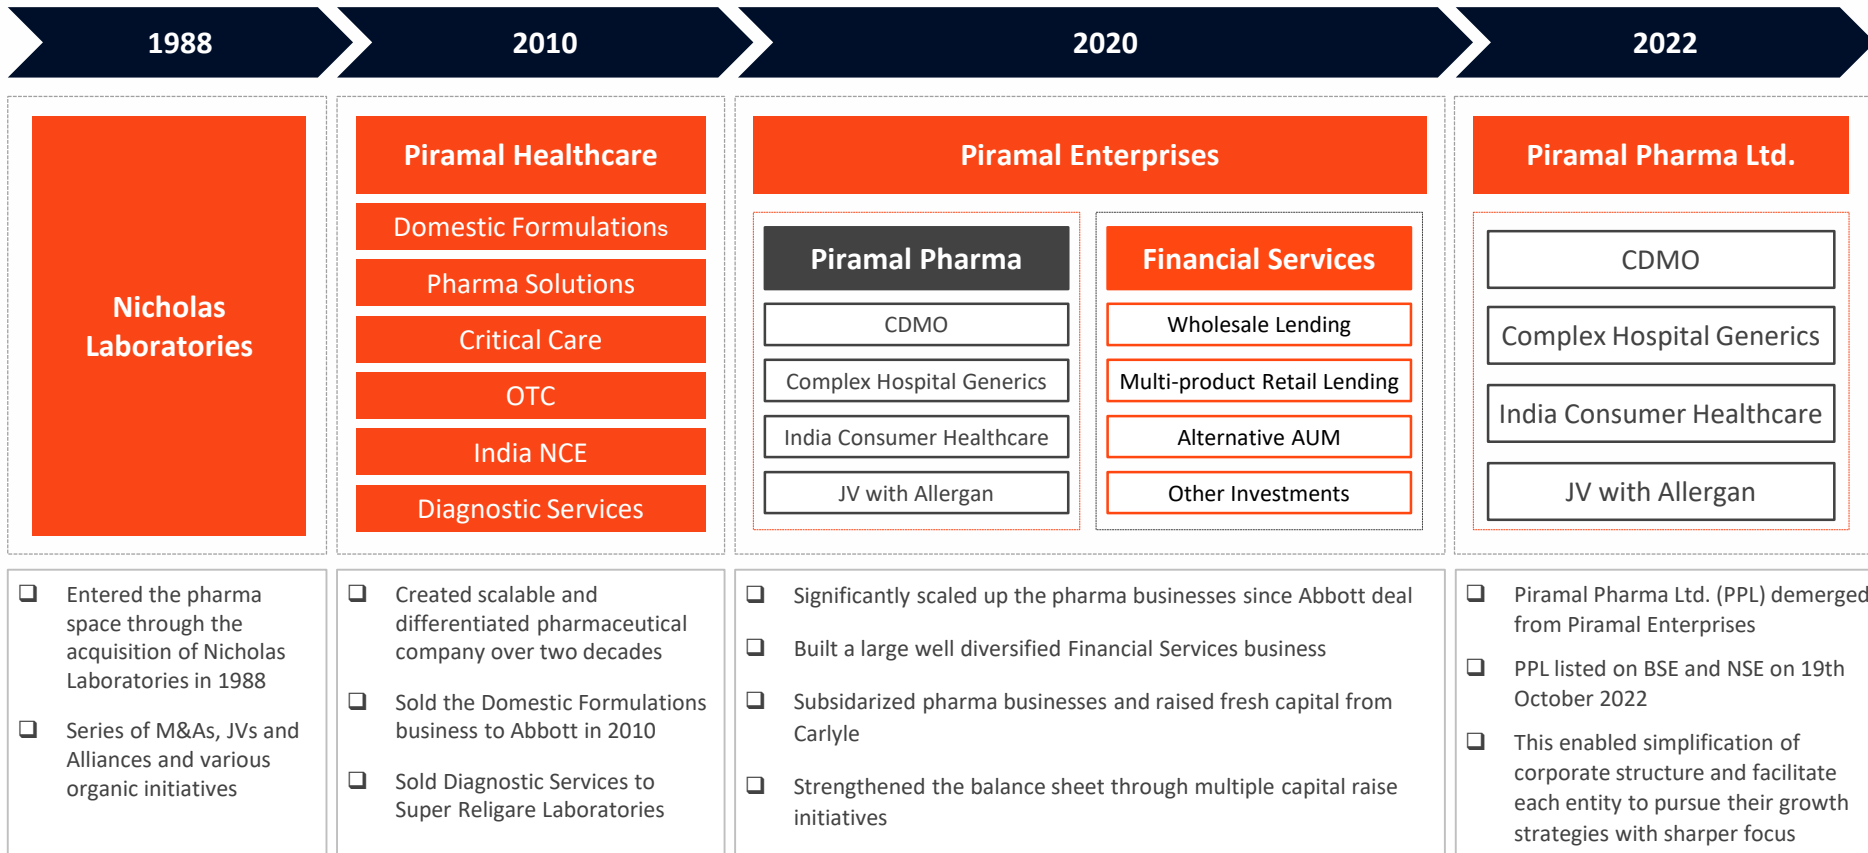 1988
2010
2020
2022
Nicholas
Laboratories
Piramal Healthcare
Domestic Formulations
Pharma Solutions
Critical Care
OTC
India NCE
Diagnostic Services
Piramal Enterprises
Piramal Pharma
CDMO
Complex Hospital Generics
India Consumer Healthcare
JV with Allergan
Financial Services
Wholesale Lending
Multi-product Retail Lending
Alternative AUM
Other Investments
Piramal Pharma Ltd.
CDMO
Complex Hospital Generics
India Consumer Healthcare
JV with Allergan
❑ Entered the pharma
space through the
acquisition of Nicholas
Laboratories in 1988
❑ Series of M&As, JVs and
Alliances and various
organic initiatives
❑ Created scalable and
differentiated pharmaceutical
company over two decades
❑ Sold the Domestic Formulations
business to Abbott in 2010
❑ Sold Diagnostic Services to
Super Religare Laboratories
❑ Significantly scaled up the pharma businesses since Abbott deal
❑ Built a large well diversified Financial Services business
❑ Subsidarized pharma businesses and raised fresh capital from
Carlyle
❑ Strengthened the balance sheet through multiple capital raise
initiatives
❑ Piramal Pharma Ltd. (PPL) demerged
from Piramal Enterprises
❑ PPL listed on BSE and NSE on 19th
October 2022
❑ This enabled simplification of
corporate structure and facilitate
each entity to pursue their growth
strategies with sharper focus